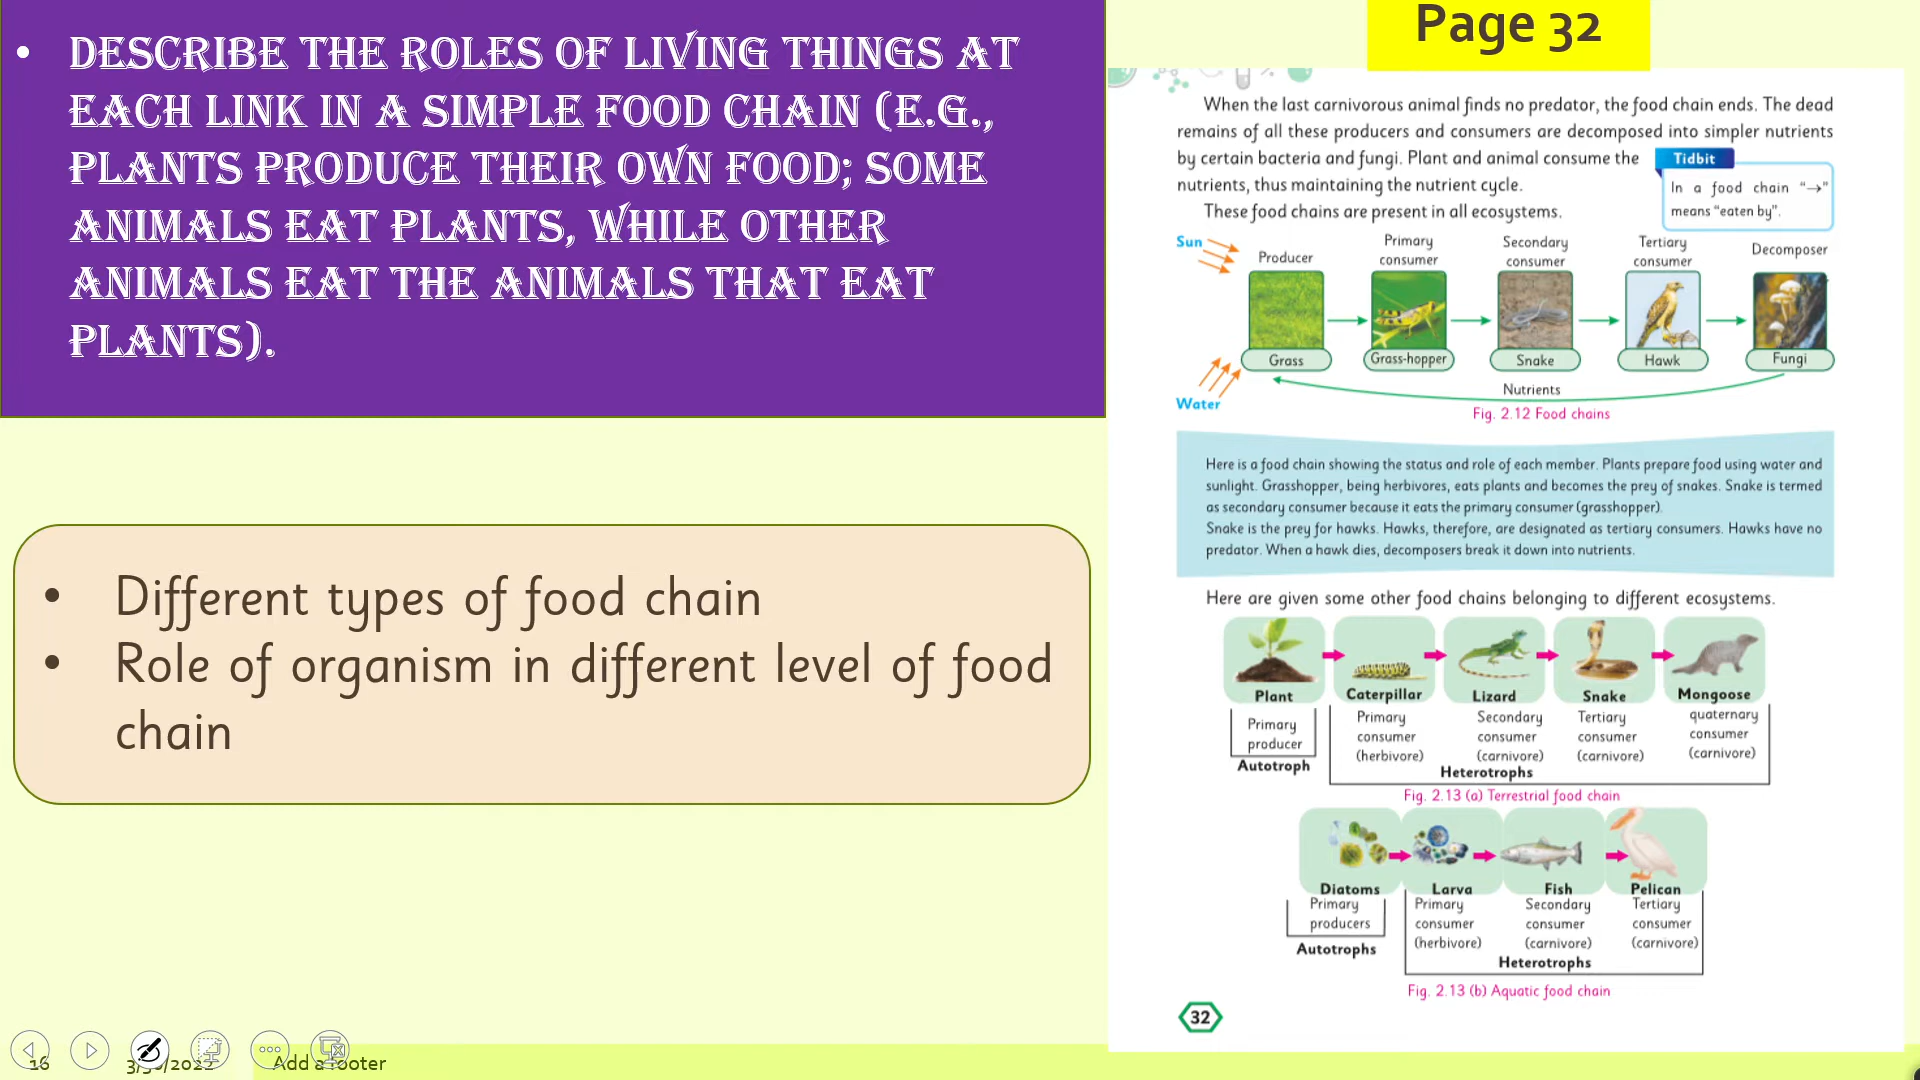 • DESCRIBE THE ROLES OF LIVING THINGS AT
EACH LINK IN A SIMPLE FOOD CHAIN (E.G.,
PLANTS PRODUCE THEIR OWN FOOD; SOME
ANIMALS EAT PLANTS, WHILE OTHER
ANIMALS EAT THE ANIMALS THAT EAT
PLANTS).
• Different types of food chain
• Role of organism in different level of food
chain
Page 32
When the last carnivorous animal finds no predator, the food chain ends. The dead
remains of all these producers and consumers are decomposed into simpler nutrients
by certain bacteria and fungi. Plant and animal consume the
nutrients, thus maintaining the nutrient cycle.
These food chains are present in all ecosystems.
Tidbit
In a food chain “→”
means “eaten by”.
Sun
Producer
Primary
consumer
Secondary
consumer
Tertiary
consumer
Decomposer
Grass
Grass-hopper
Snake
Hawk
Fungi
Nutrients
Water
Fig. 2.12 Food chains
Here is a food chain showing the status and role of each member. Plants prepare food using water and
sunlight. Grasshopper, being herbivores, eats plants and becomes the prey of snakes. Snake is termed
as secondary consumer because it eats the primary consumer (grasshopper).
Snake is the prey for hawks. Hawks, therefore, are designated as tertiary consumers. Hawks have no
predator. When a hawk dies, decomposers break it down into nutrients.
Here are given some other food chains belonging to different ecosystems.
Plant
Caterpillar
Lizard
Snake
Mongoose
Primary
producer
Primary
consumer
(herbivore)
Secondary
consumer
(carnivore)
Tertiary
consumer
(carnivore)
quaternary
consumer
(carnivore)
Autotroph
Heterotrophs
Fig. 2.13 (a) Terrestrial food chain
Diatoms
Larva
Fish
Pelican
Primary
producers
Primary
consumer
(herbivore)
Secondary
consumer
(carnivore)
Tertiary
consumer
(carnivore)
Autotrophs
Heterotrophs
Fig. 2.13 (b) Aquatic food chain
32
16
Add a footer